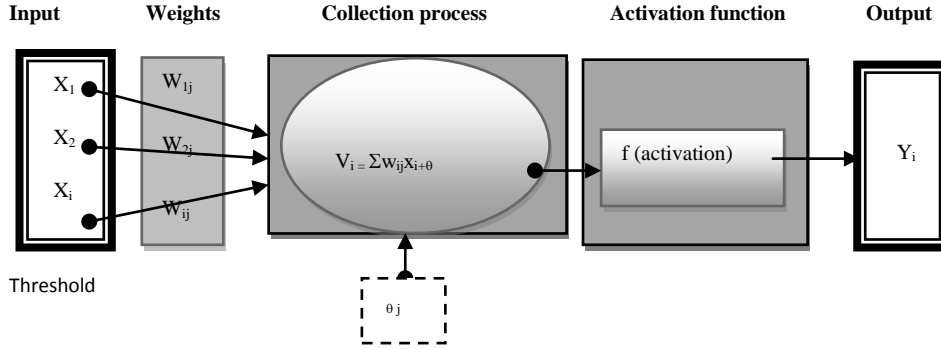 Input Weights Collection process Activation function Output
X1 W1j
X2 W2j
Vi = Σwijxi+θ f (activation) Yi
Xi
Wij
Threshold
θ j